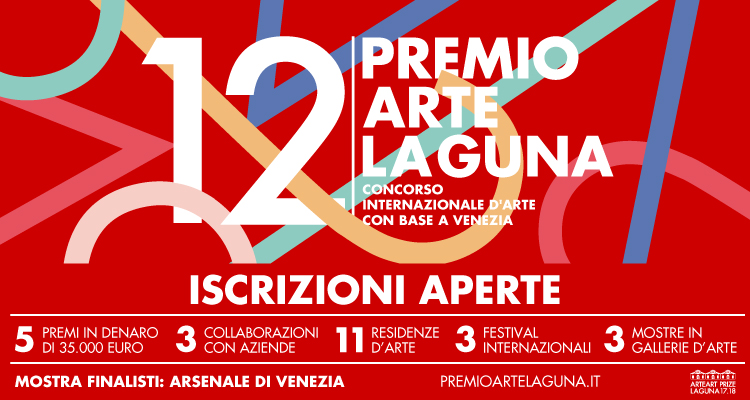 12.
PREMIO
ARTE
LAGUNA
CONCORSO
INTERNAZIONALE D'ARTE
CON BASE A VENEZIA
ISCRIZIONI APERTE
5 PREMI IN DENARO
DI 35.000 EURO
3 COLLABORAZIONI
CON AZIENDE
11 RESIDENZE
D'ARTE
3 FESTIVAL
INTERNAZIONALI
3 MOSTRE IN
GALLERIE D'ARTE
MOSTRA FINALISTI: ARSENALE DI VENEZIA
PREMIOARTELAGUNA.IT
ARTEART PRIZE
LAGUNA17.18